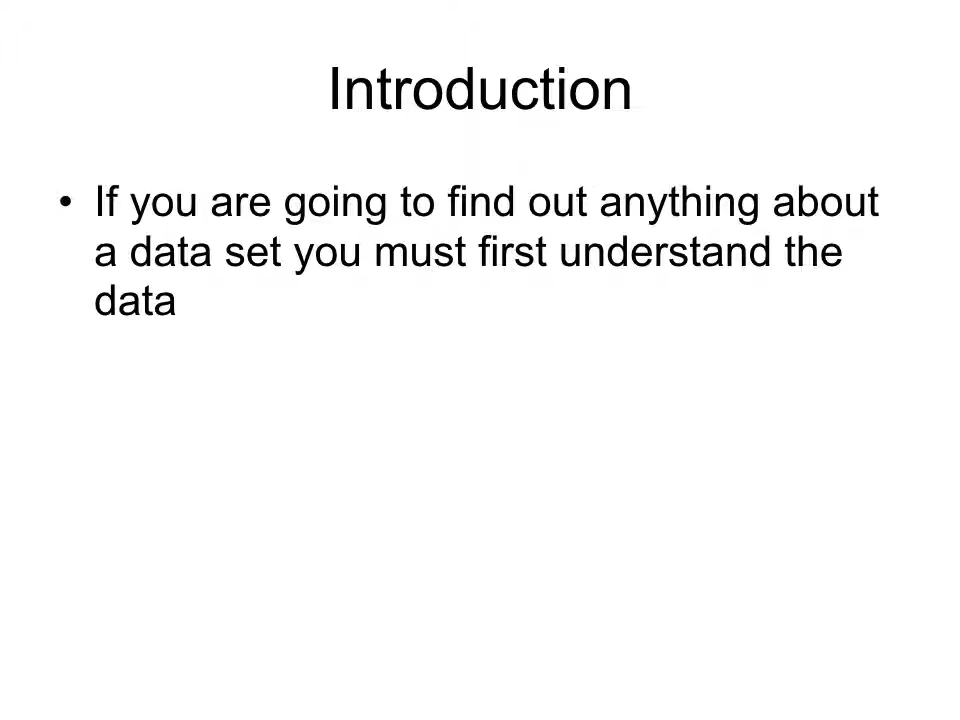 Introduction
• If you are going to find out anything about
a data set you must first understand the
data